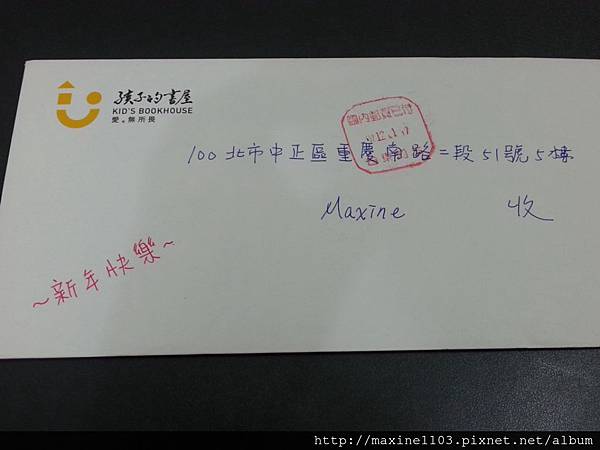 孩子的書屋
KID'S BOOKHOUSE
愛。無所畏
國內郵資已付
100 北市中正區重慶南路二段51號5樓
Maxine 收
~新年快樂~
http://maxine1103.pixnet.net/album